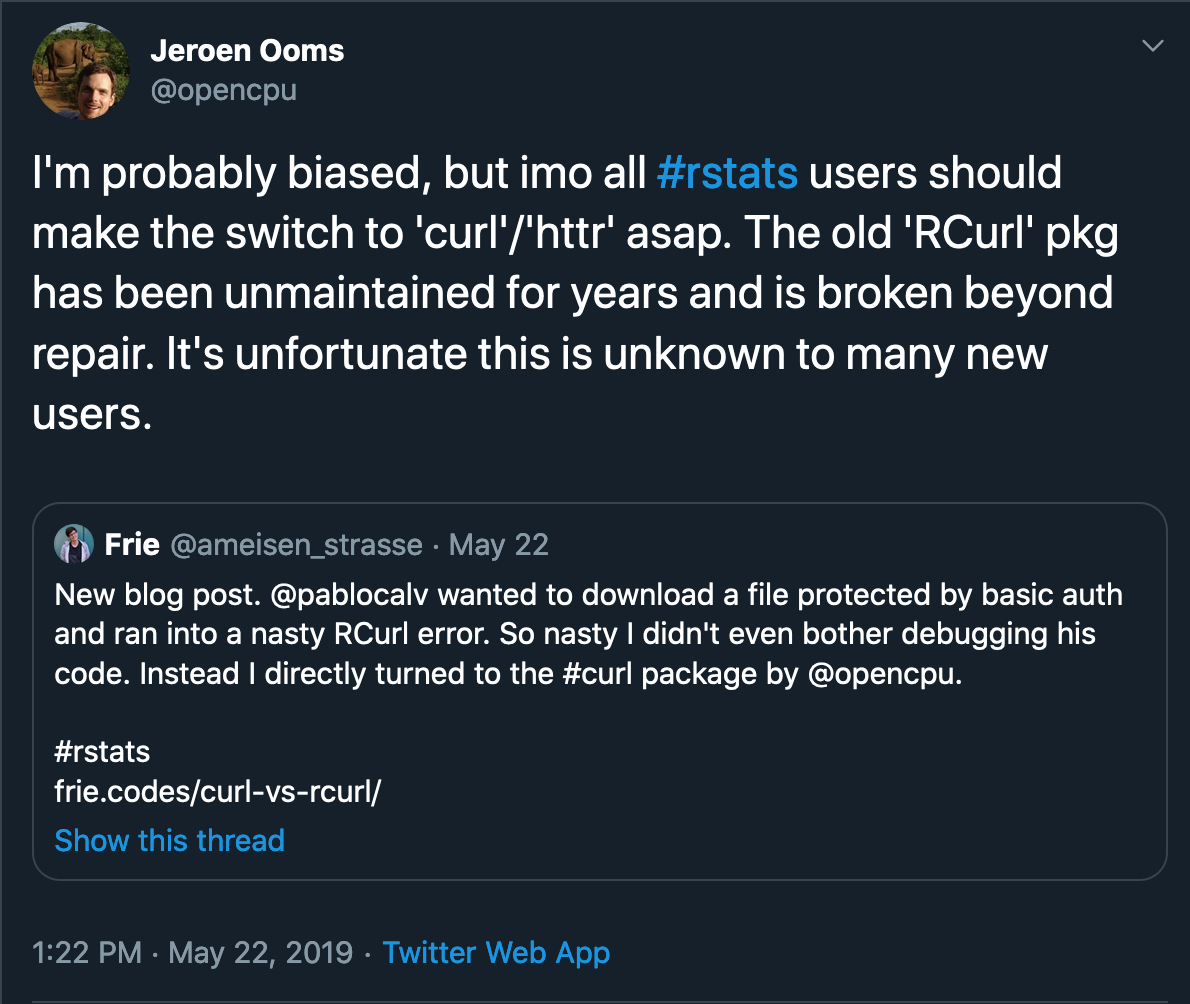 Jeroen Ooms
@opencpu
I'm probably biased, but imo all #rstats users should
make the switch to 'curl'/'httr' asap. The old 'RCurl' pkg
has been unmaintained for years and is broken beyond
repair. It's unfortunate this is unknown to many new
users.
Frie @ameisen_strasse · May 22
New blog post. @pablocalv wanted to download a file protected by basic auth
and ran into a nasty RCurl error. So nasty I didn't even bother debugging his
code. Instead I directly turned to the #curl package by @opencpu.
#rstats
frie.codes/curl-vs-rcurl/
Show this thread
1:22 PM · May 22, 2019 · Twitter Web App